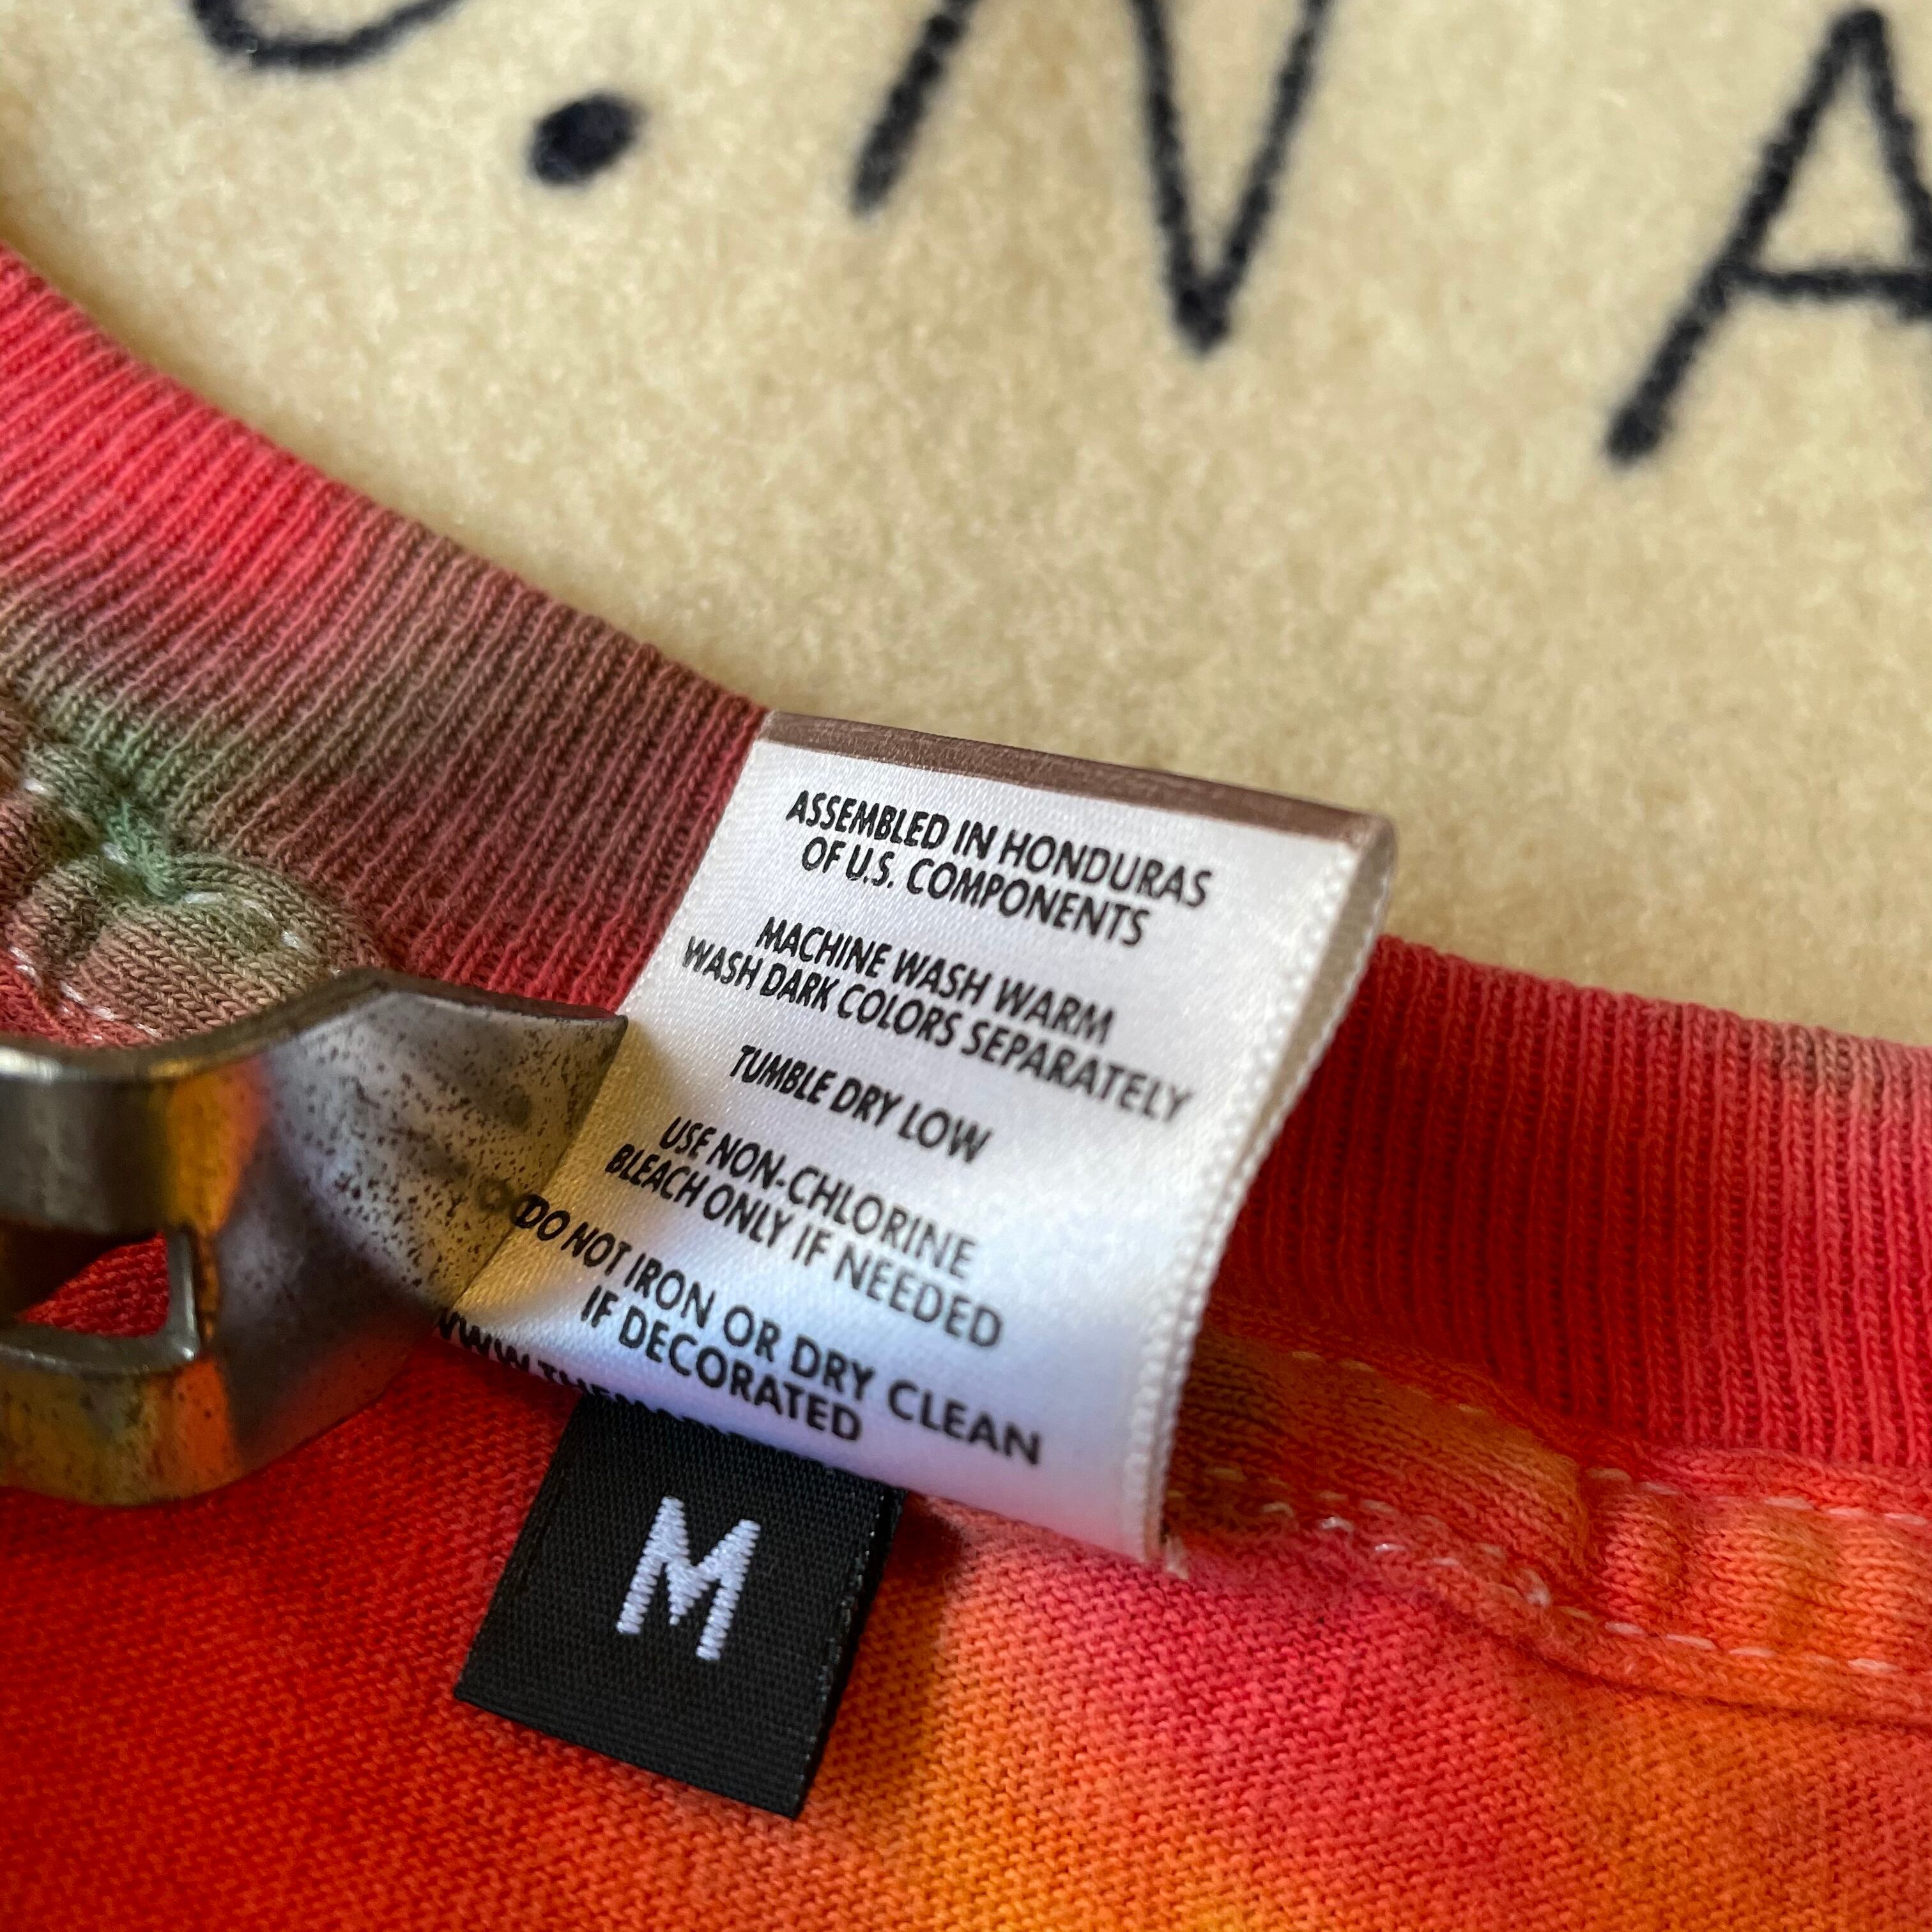 . N A
ASSEMBLED IN HONDURAS
OF U.S. COMPONENTS
MACHINE WASH WARM
WASH DARK COLORS SEPARATELY
TUMBLE DRY LOW
USE NON-CHLORINE
BLEACH ONLY IF NEEDED
DO NOT IRON OR DRY CLEAN
IF DECORATED
M